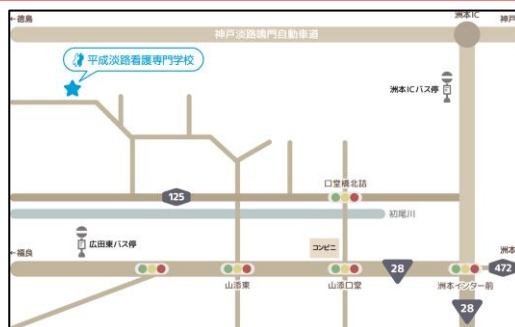 ←徳島
洲本IC
神戸
神戸淡路鳴門自動車道
平成淡路看護専門学校
洲本ICバス停
口堂橋北詰
125
初尾川
広田東バス停
コンビニ
←福良
洲本
28
472
山添東
山添口堂
洲本インター前
28